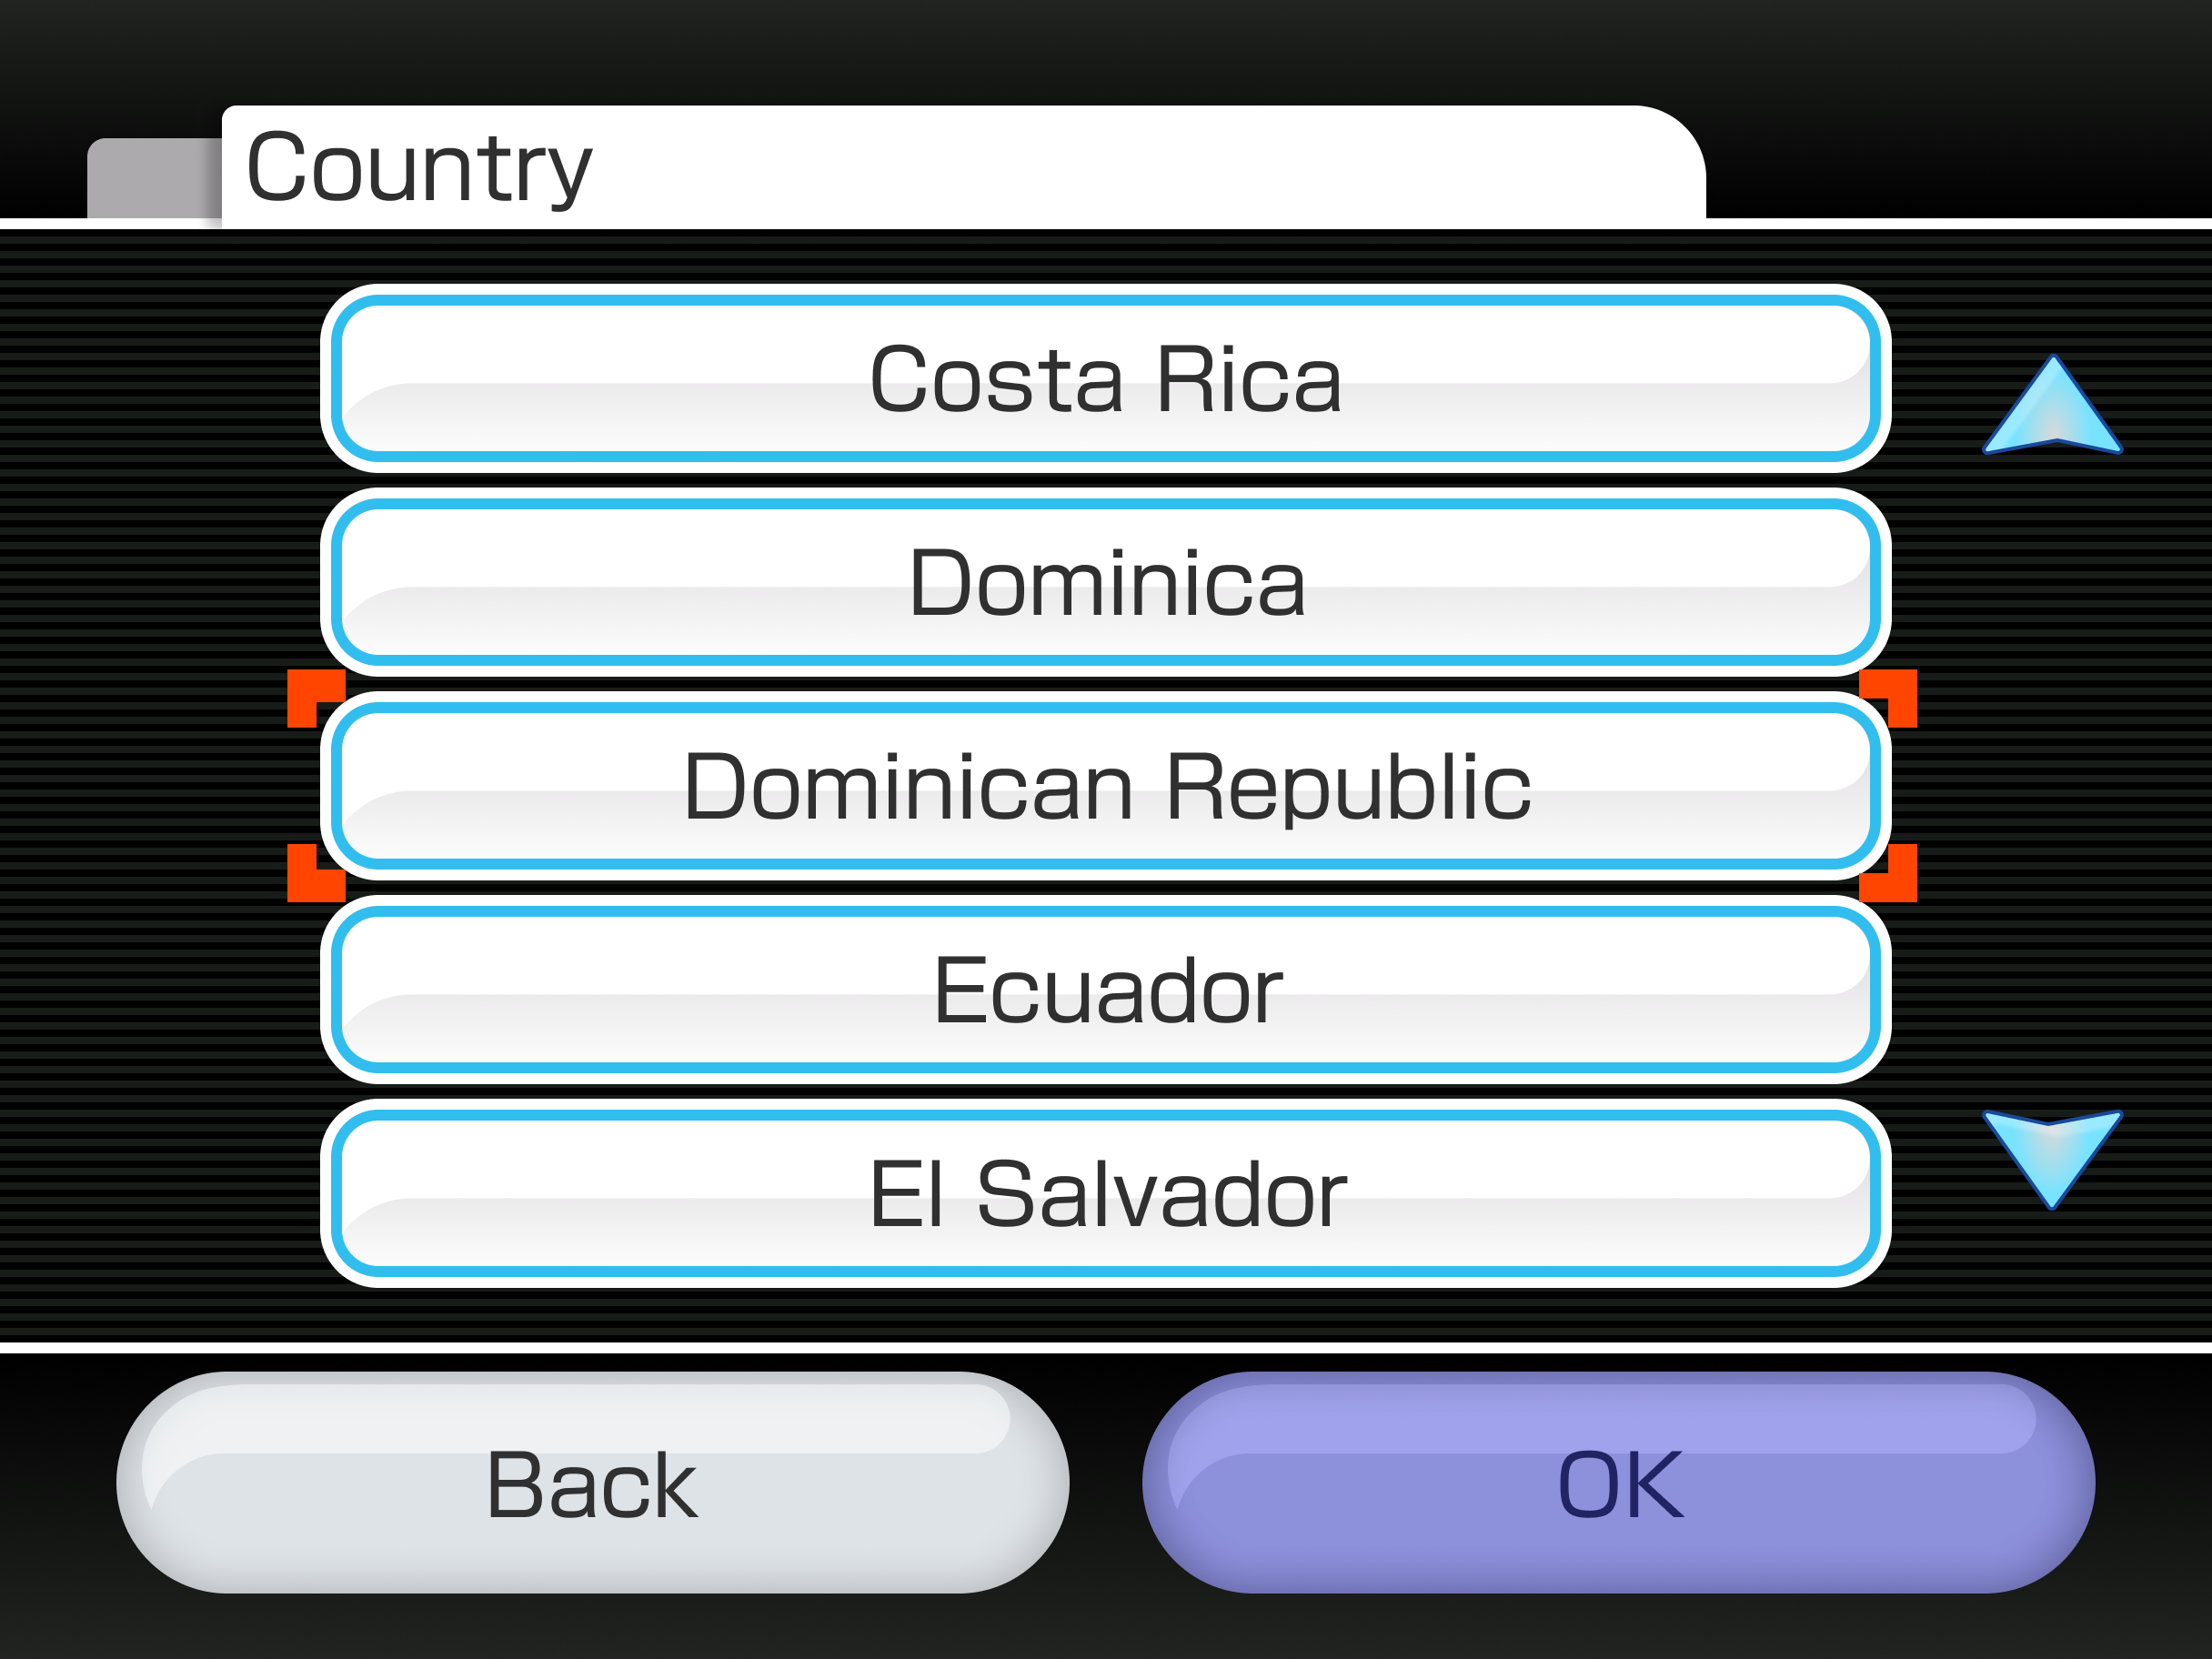 Country
Costa Rica
Dominica
Dominican Republic
Ecuador
El Salvador
Back
OK